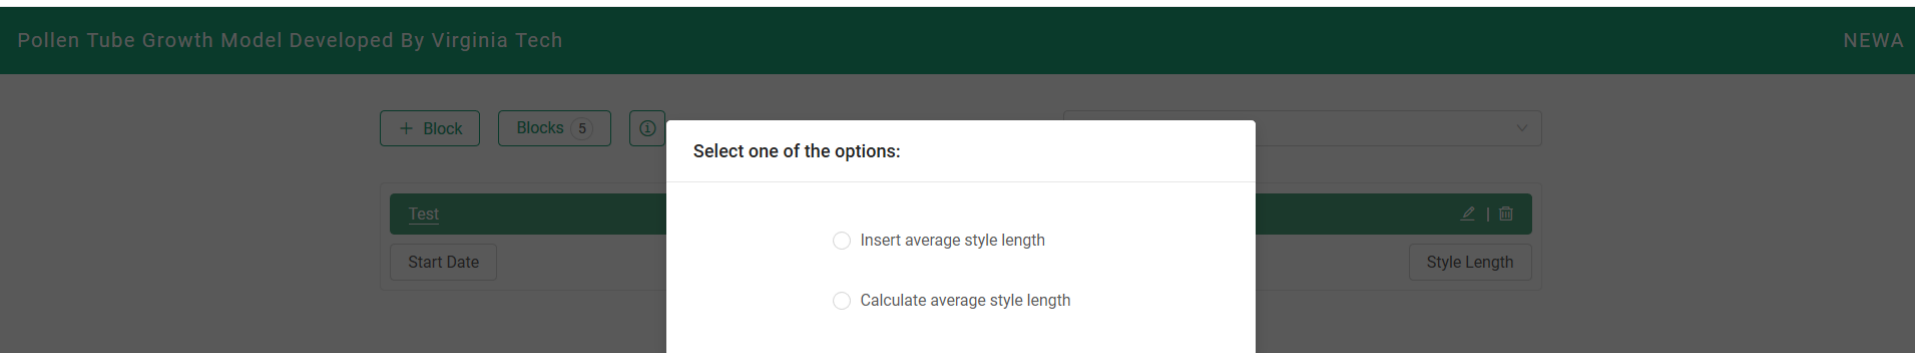 Pollen Tube Growth Model Developed By Virginia Tech
NEWA
+ Block
Blocks 5
Select one of the options:
Test
Insert average style length
Start Date
Style Length
Calculate average style length